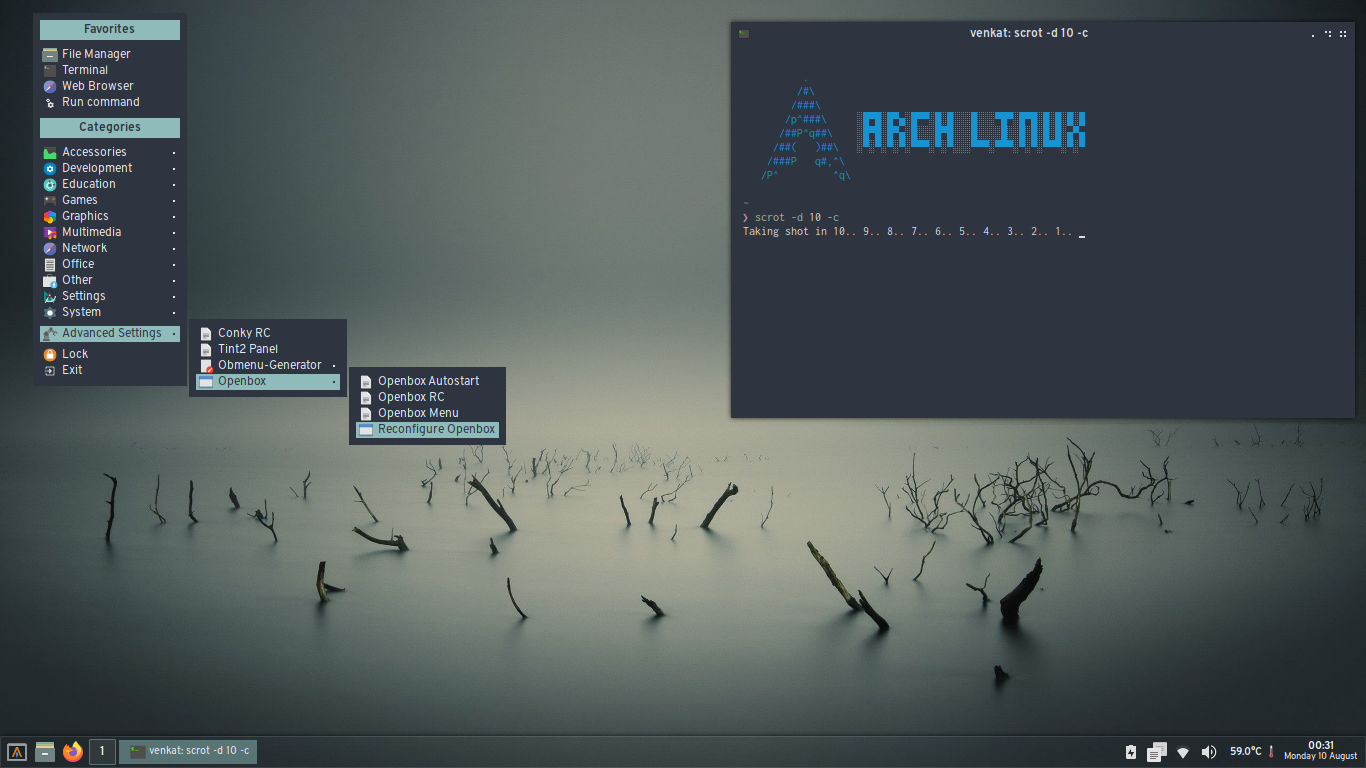 Favorites
File Manager
Terminal
Web Browser
Run command
Categories
Accessories
Development
Education
Games
Graphics
Multimedia
Network
Office
Other
Settings
System
Advanced Settings
Lock
Exit
Conky RC
Tint2 Panel
Obmenu-Generator
Openbox
Openbox Autostart
Openbox RC
Openbox Menu
Reconfigure Openbox
venkat: scrot -d 10 -c
.
/#\
/###\
/p^###\
/##P^q##\
/##(   )##\
/###P   q#,^\
/P^         ^q\
ARCH LINUX
~
❯ scrot -d 10 -c
Taking shot in 10.. 9.. 8.. 7.. 6.. 5.. 4.. 3.. 2.. 1.. _
1
venkat: scrot -d 10 -c
59.0°C
00:31
Monday 10 August